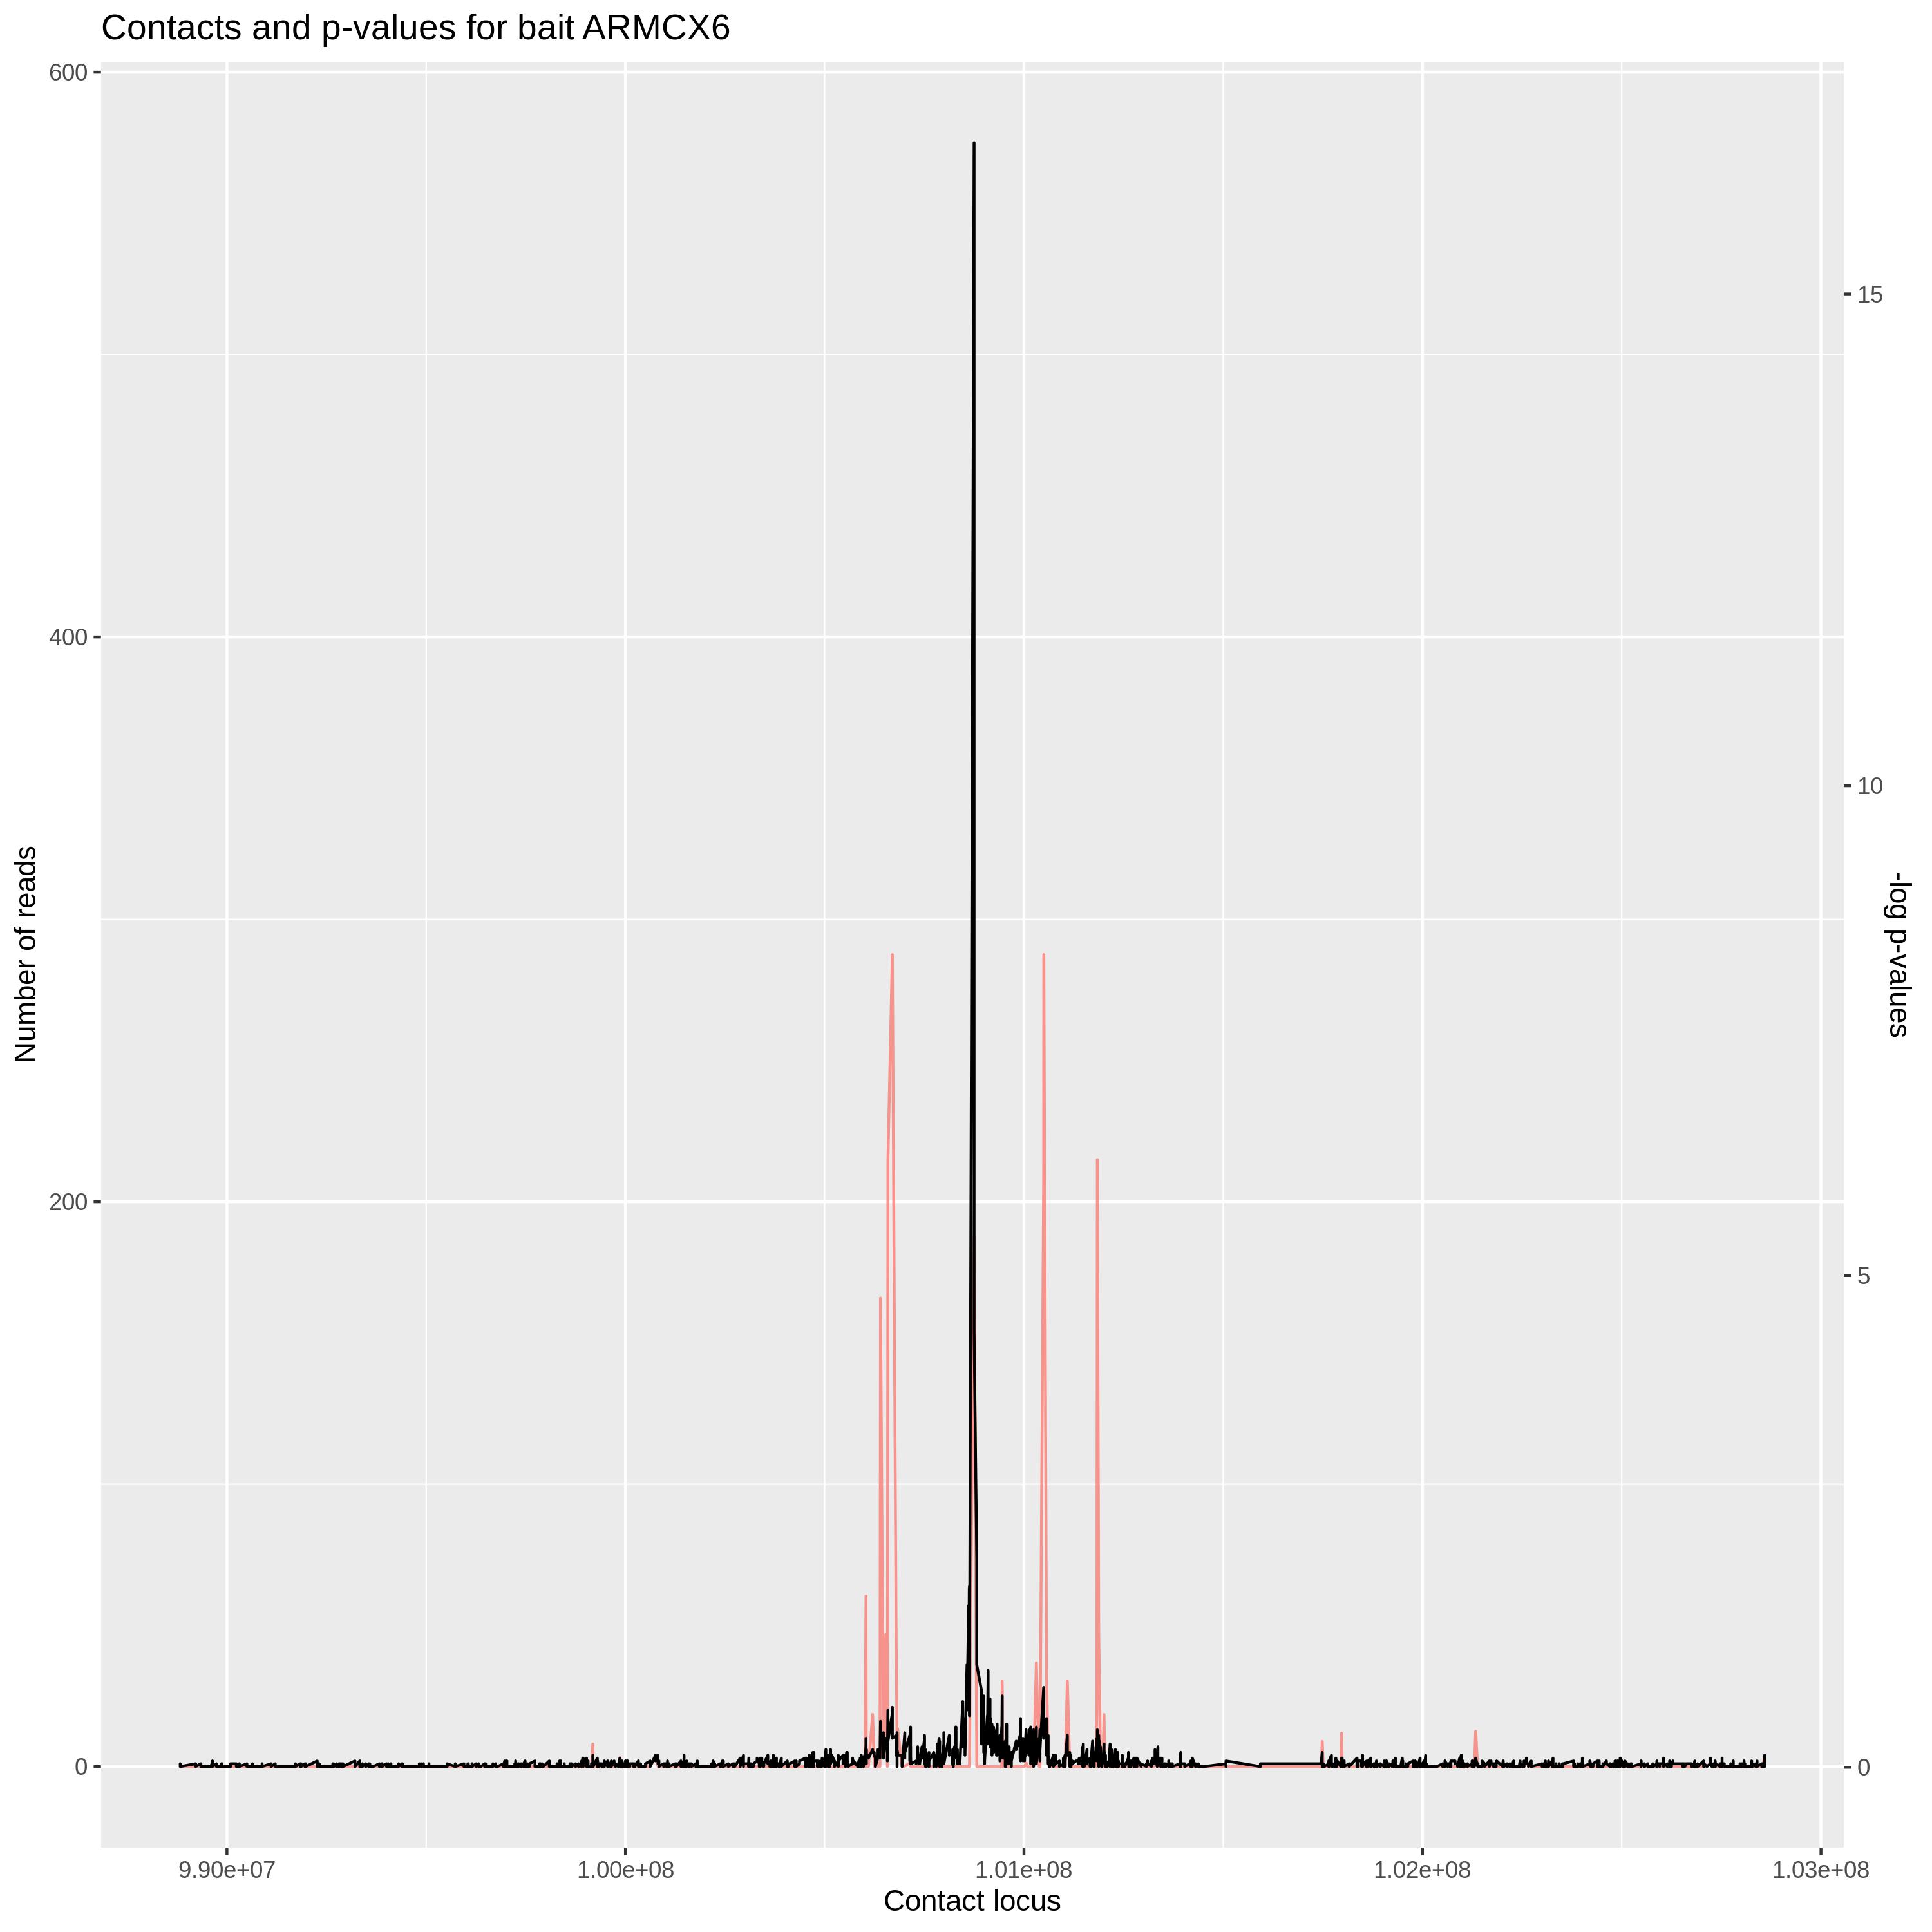 Contacts and p-values for bait ARMCX6
600
400
200
0
Number of reads
15
10
5
0
-log p-values
9.90e+07
1.00e+08
1.01e+08
1.02e+08
1.03e+08
Contact locus